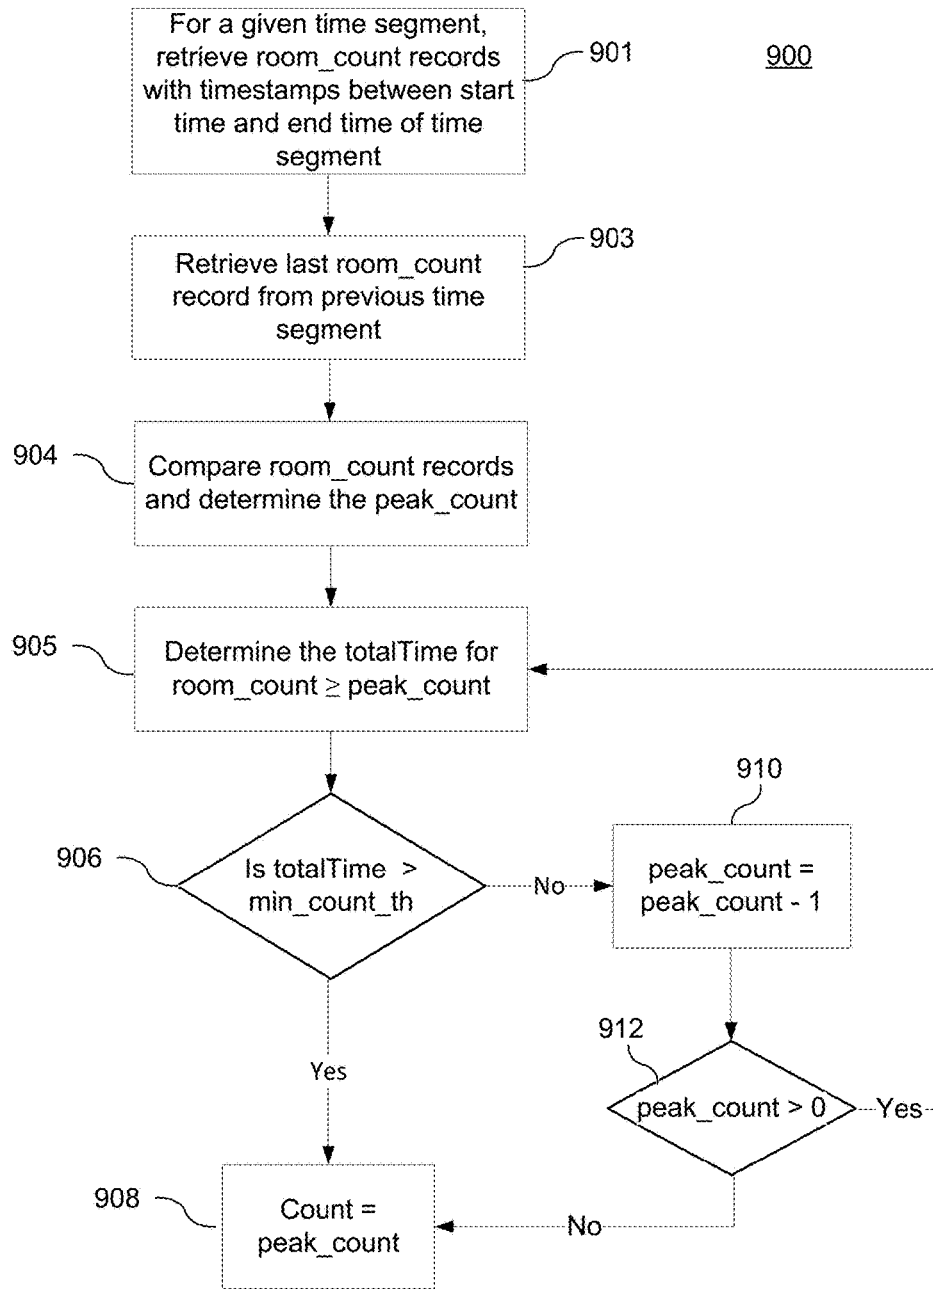 For a given time segment,
retrieve room_count records
with timestamps between start
time and end time of time
segment
901
900
Retrieve last room_count
record from previous time
segment
903
904
Compare room_count records
and determine the peak_count
905
Determine the totalTime for
room_count ≥ peak_count
906
Is totalTime >
min_count_th
No
910
peak_count =
peak_count - 1
Yes
912
peak_count > 0
Yes
908
Count =
peak_count
No